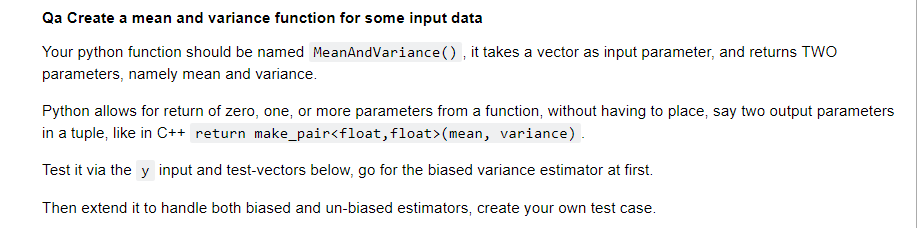 Qa Create a mean and variance function for some input data
Your python function should be named MeanAndVariance() , it takes a vector as input parameter, and returns TWO
parameters, namely mean and variance.
Python allows for return of zero, one, or more parameters from a function, without having to place, say two output parameters
in a tuple, like in C++ return make_pair<float,float>(mean, variance) .
Test it via the y input and test-vectors below, go for the biased variance estimator at first.
Then extend it to handle both biased and un-biased estimators, create your own test case.